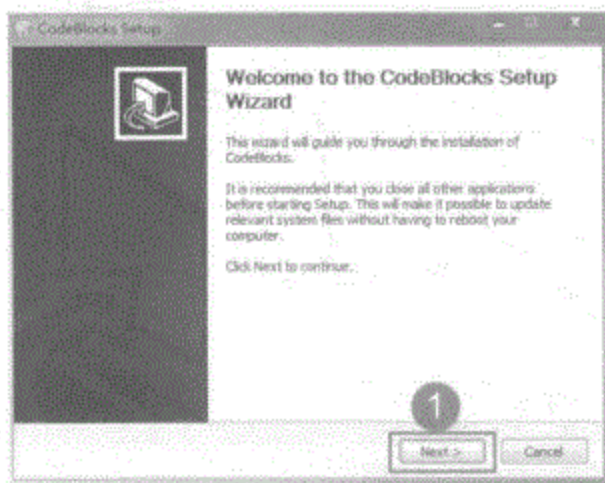 CodeBlocks Setup
Welcome to the CodeBlocks Setup
Wizard
This wizard will guide you through the installation of
CodeBlocks.
It is recommended that you close all other applications
before starting Setup. This will make it possible to update
relevant system files without having to reboot your
computer.
Click Next to continue.
1
Next >
Cancel